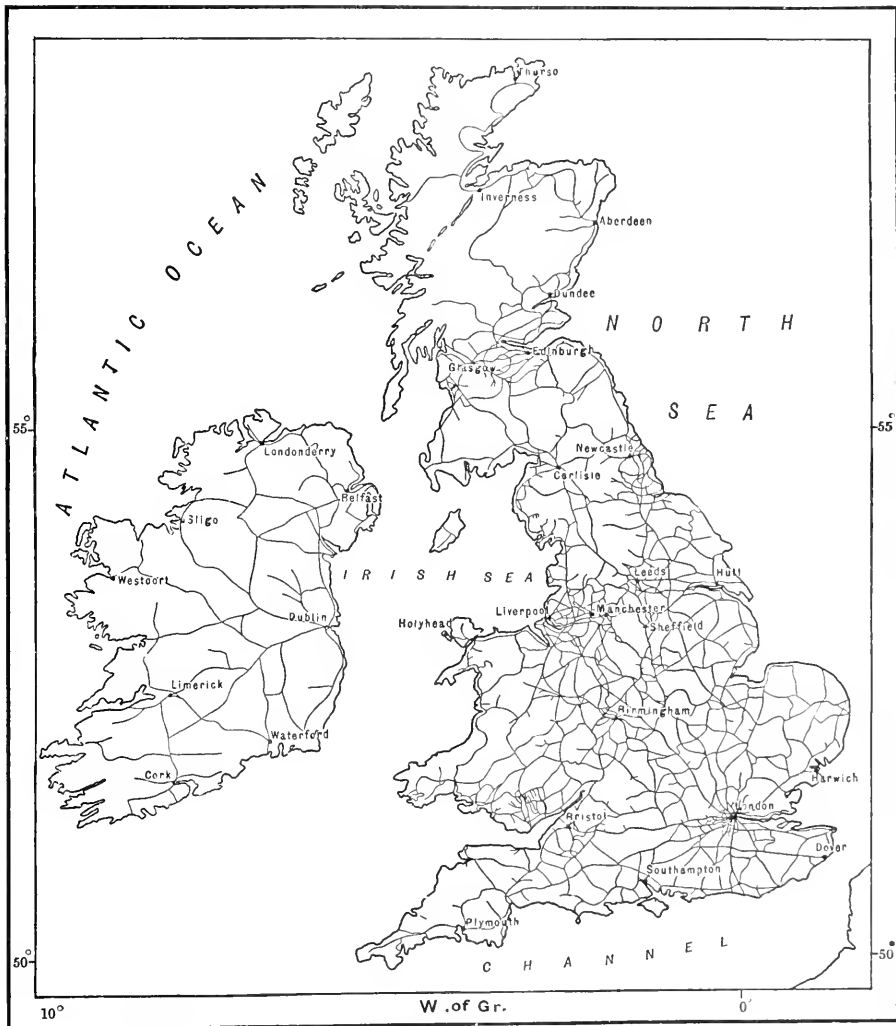 Thurso
Inverness
Aberdeen
ATLANTIC OCEAN
Dundee
NORTH
SEA
Edinburgh
Glasgow
55° 55°
Londonderry
Newcastle
Carlisle
Belfast
Sligo
IRISH SEA
Westport
Leeds
Hull
Dublin
Liverpool
Manchester
Holyhead
Sheffield
Limerick
Birmingham
Waterford
Cork
Harwich
London
Bristol
Dover
Southampton
Plymouth
CHANNEL
50° 50°
10° W. of Gr. 0°